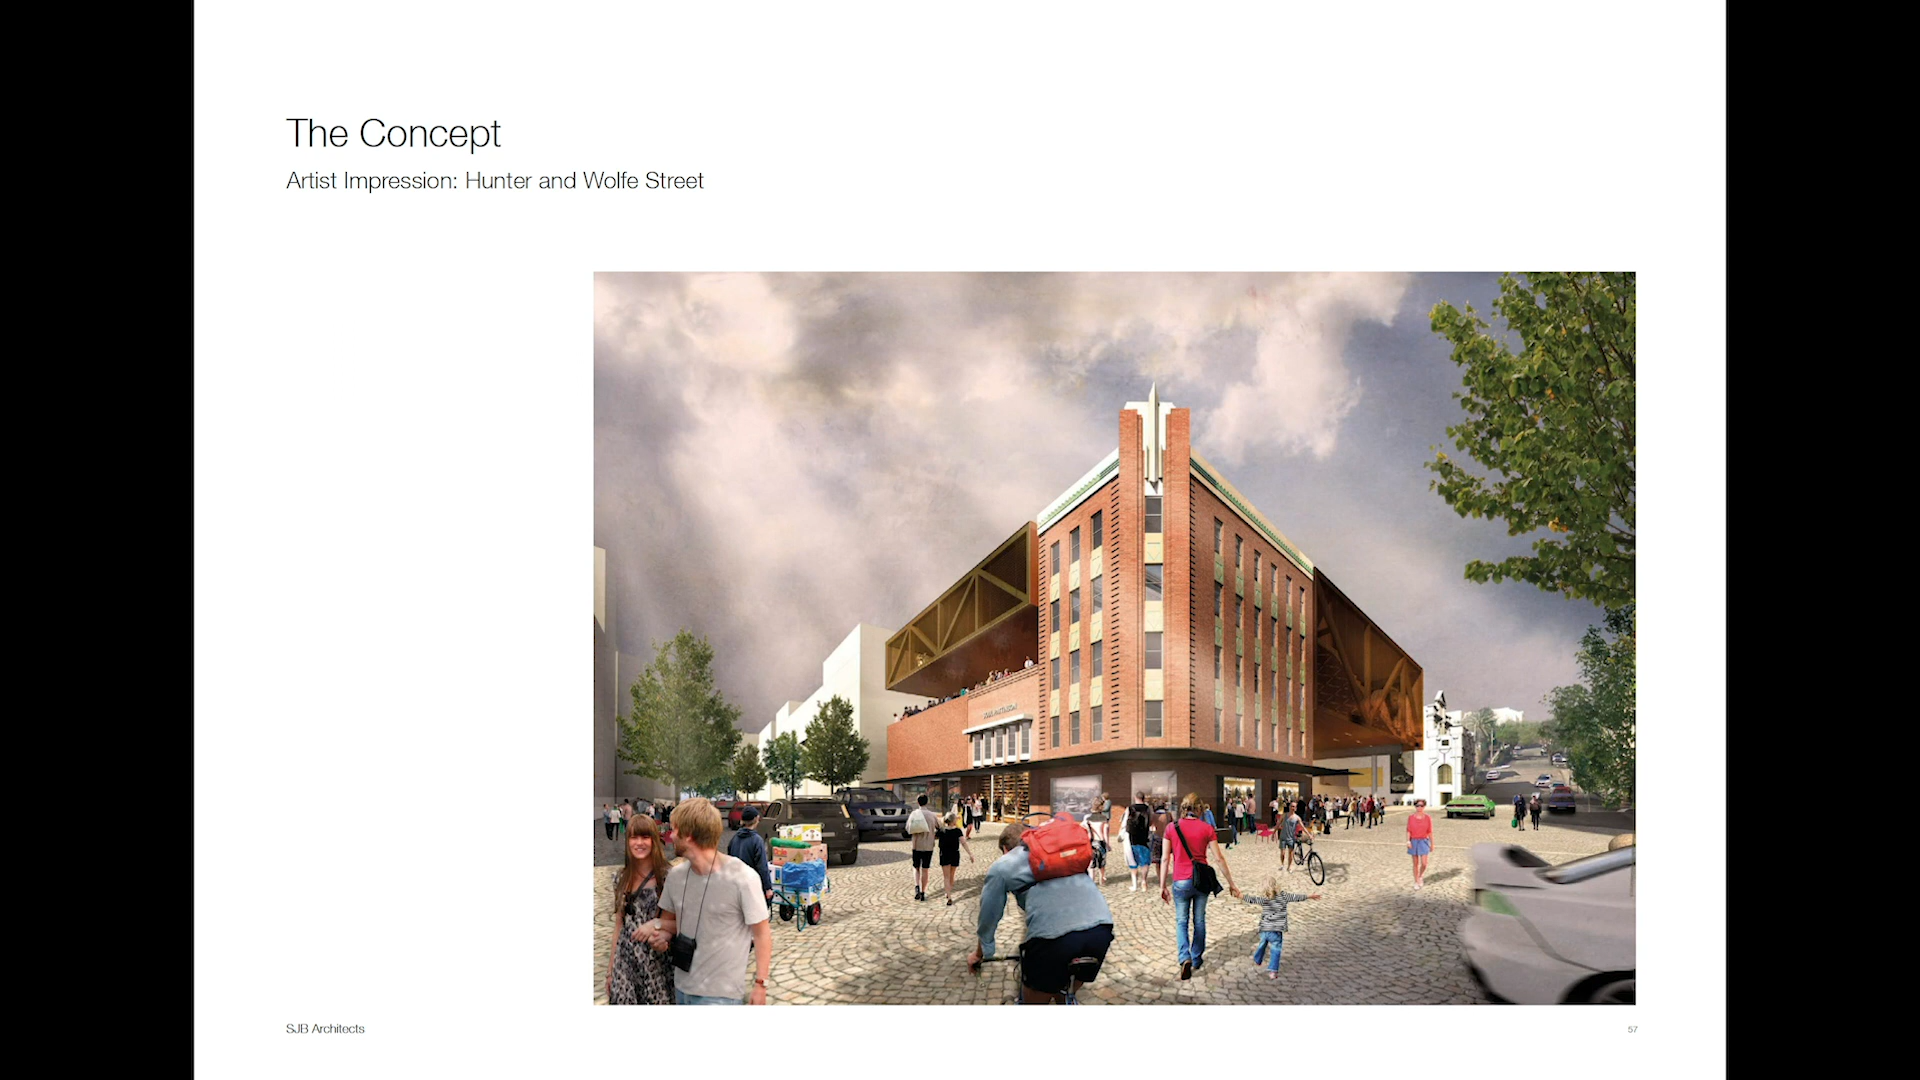 The Concept
Artist Impression: Hunter and Wolfe Street
SJB Architects
57